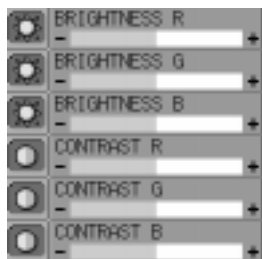 BRIGHTNESS R
- +
BRIGHTNESS G
- +
BRIGHTNESS B
- +
CONTRAST R
- +
CONTRAST G
- +
CONTRAST B
- +